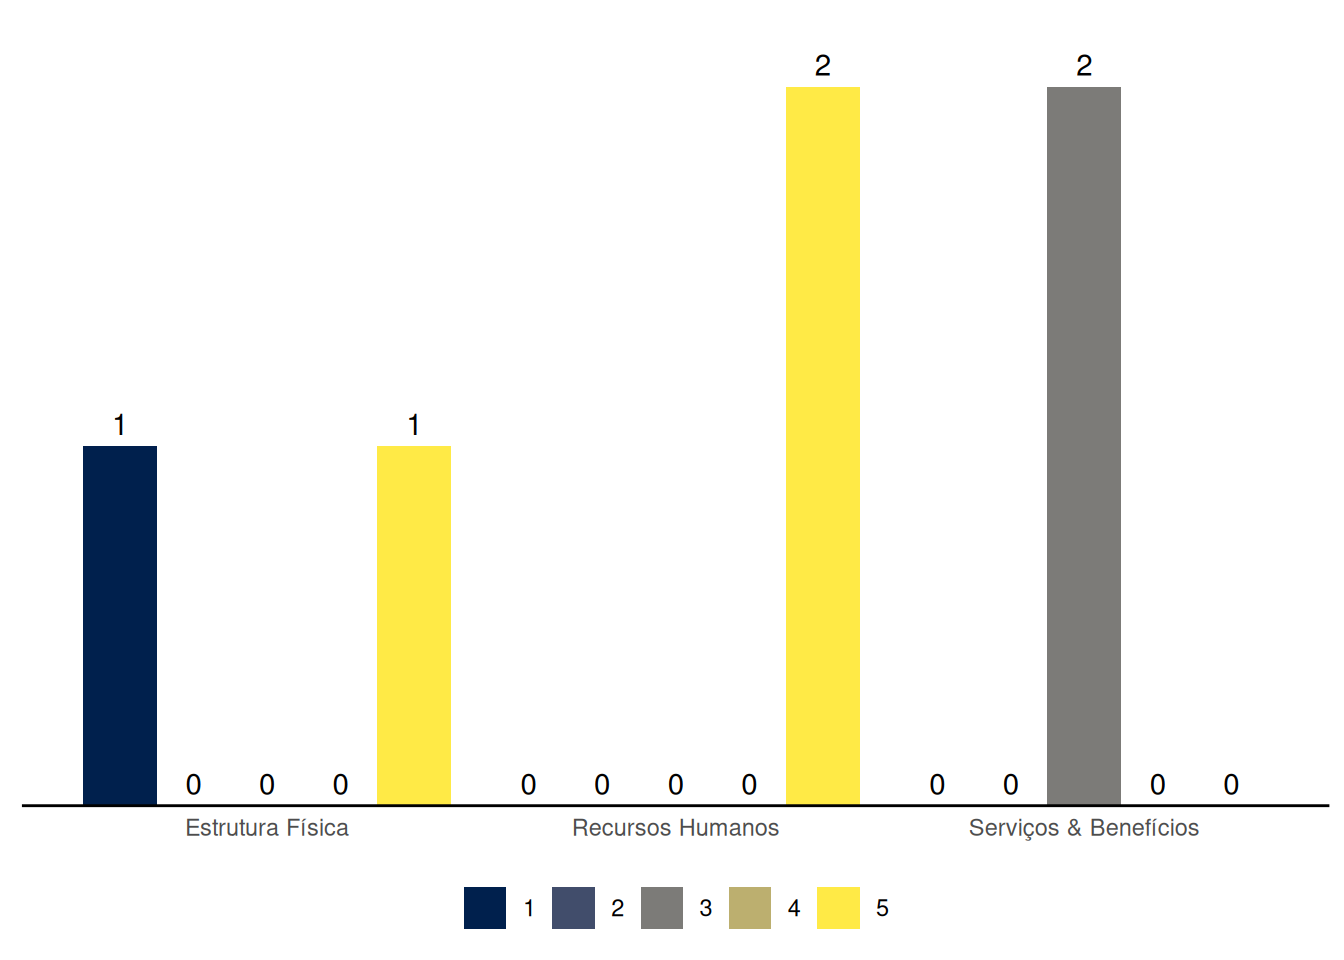 2 2
1 1
0 0 0 0 0 0 0 0 0 0 0
Estrutura Física Recursos Humanos Serviços & Benefícios
1 2 3 4 5